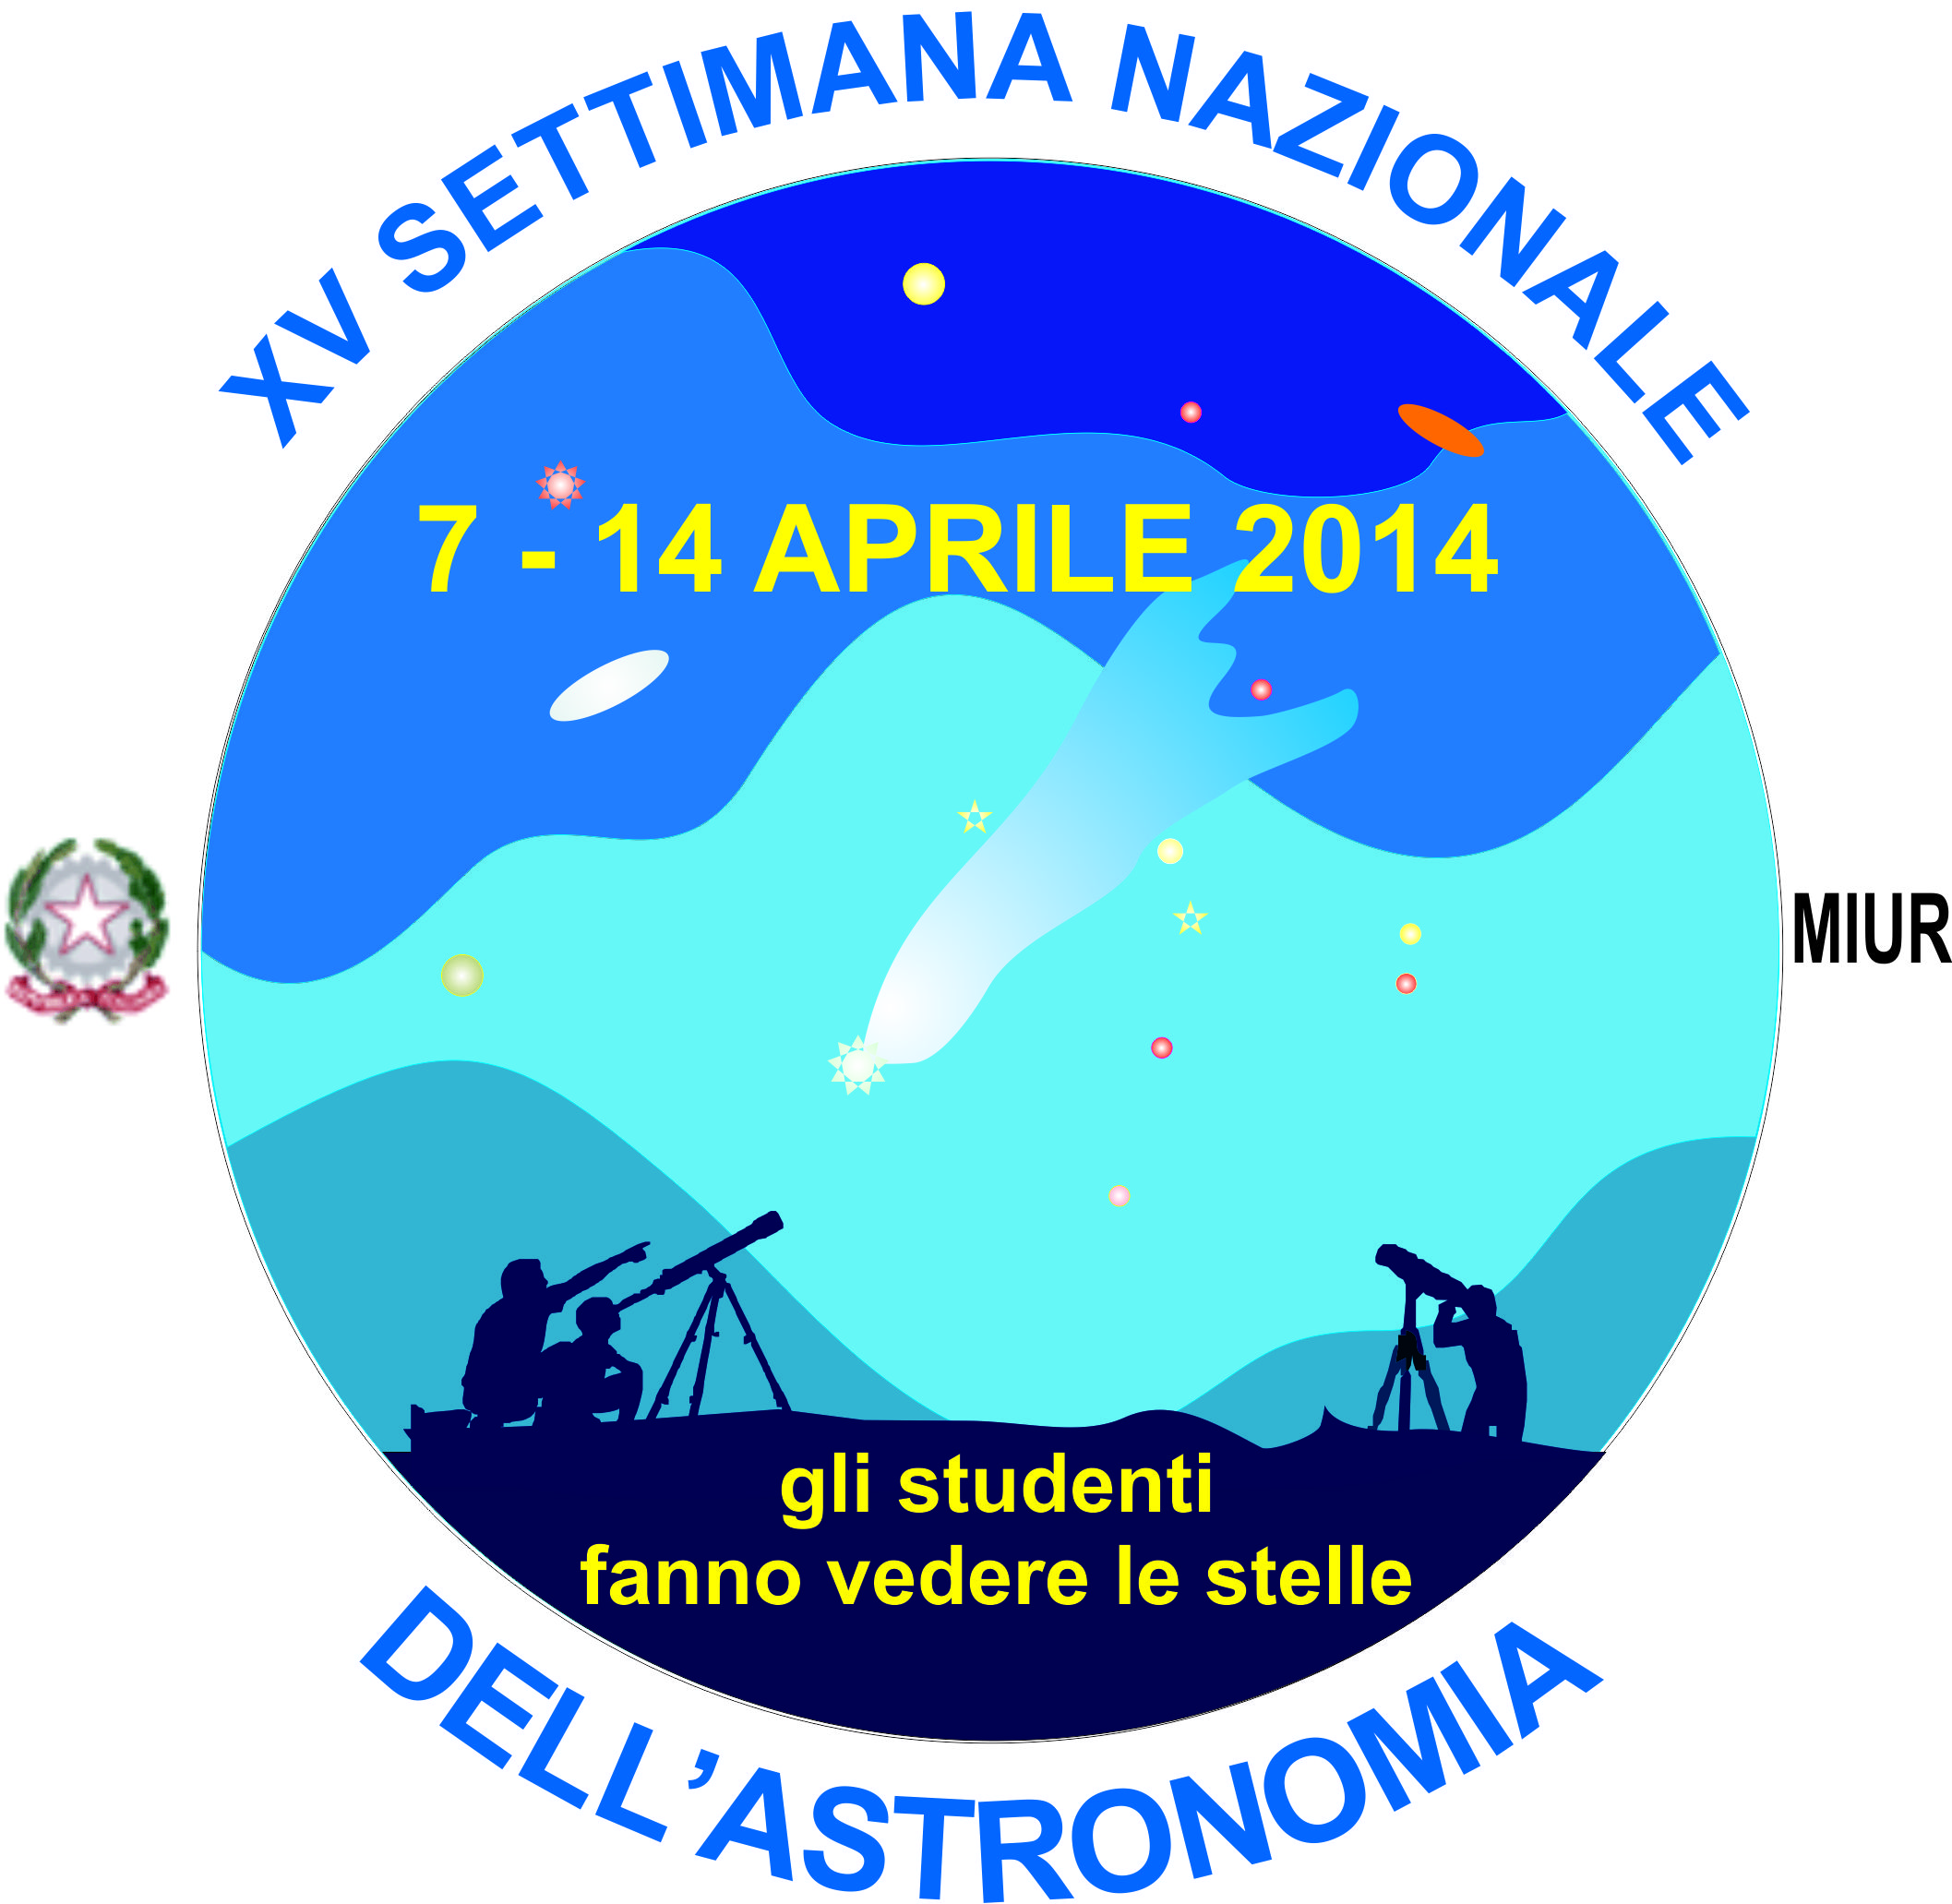 XV SETTIMANA NAZIONALE
7 - 14 APRILE 2014
MIUR
gli studenti
fanno vedere le stelle
DELL'ASTRONOMIA